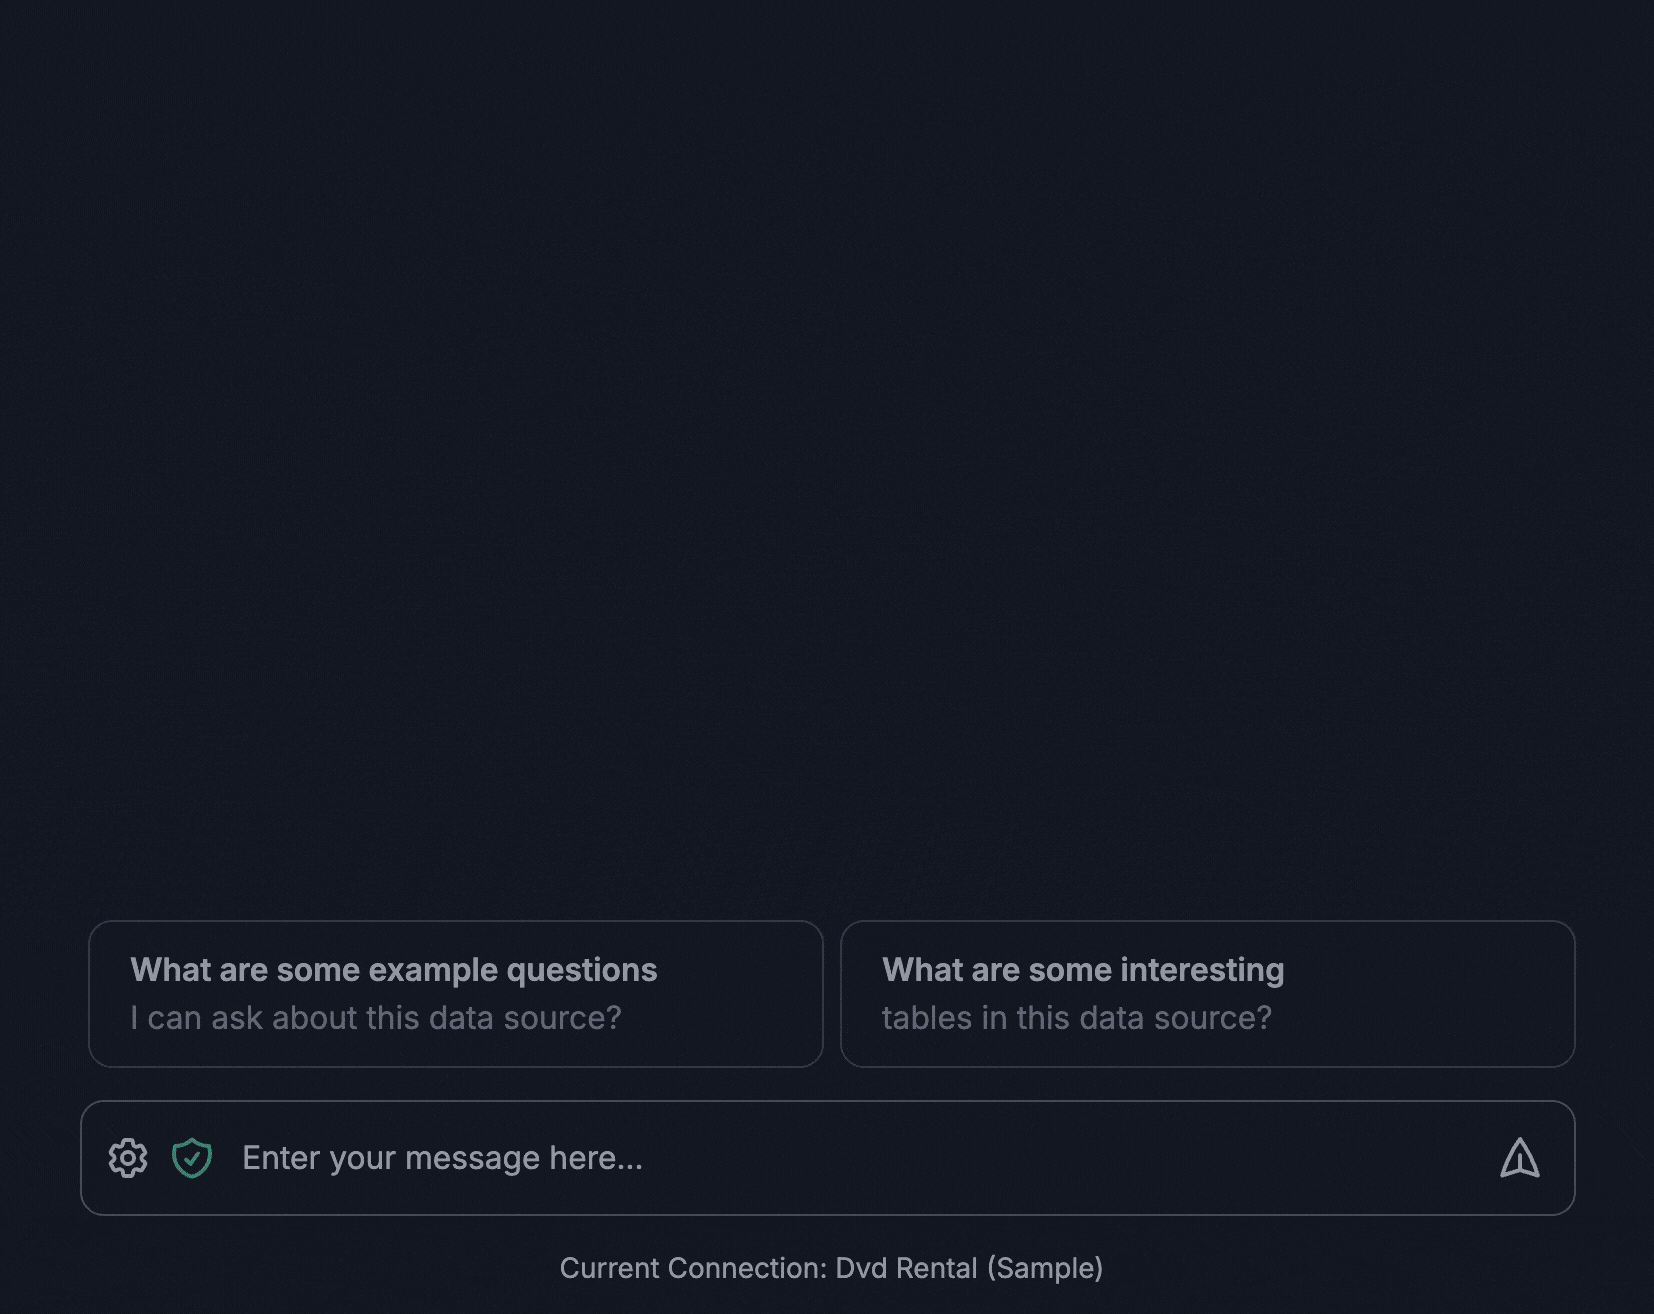 What are some example questions
I can ask about this data source?
What are some interesting
tables in this data source?
Enter your message here...
Current Connection: Dvd Rental (Sample)